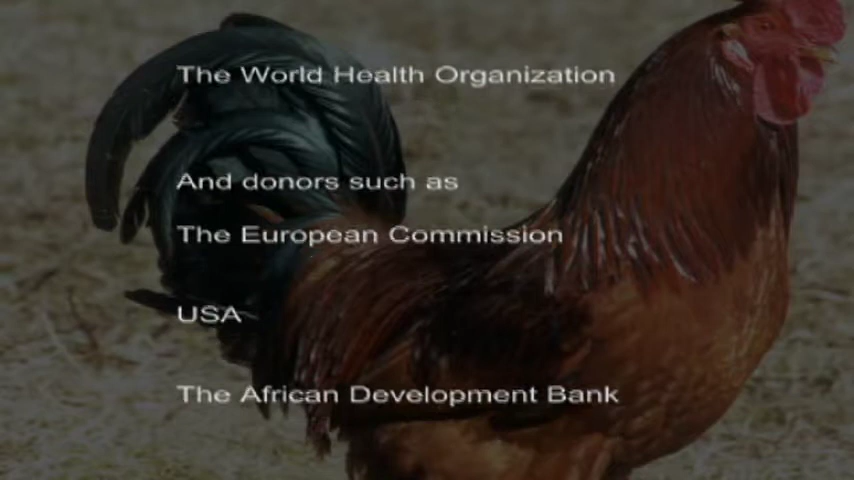 The World Health Organization
And donors such as
The European Commission
USA
The African Development Bank